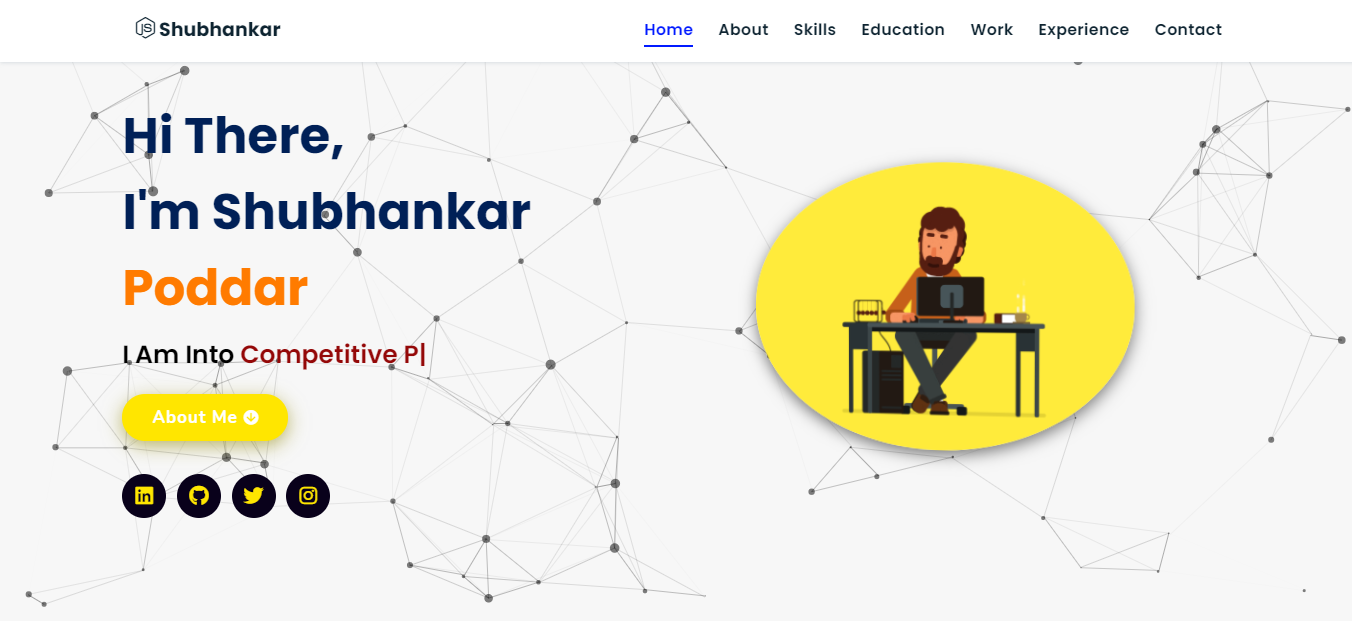 Shubhankar
Home About Skills Education Work Experience Contact
Hi There,
I'm Shubhankar
Poddar
I Am Into Competitive P|
About Me